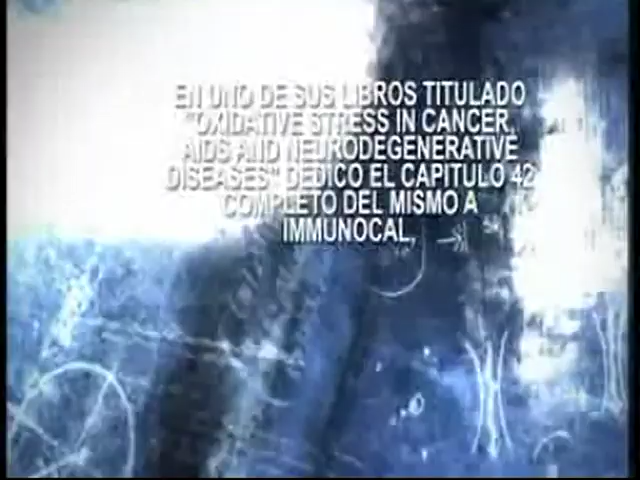 EN UNO DE SUS LIBROS TITULADO
"OXIDATIVE STRESS IN CANCER,
AIDS AND NEURODEGENERATIVE
DISEASES" DEDICO EL CAPITULO 42
COMPLETO DEL MISMO A
IMMUNOCAL,